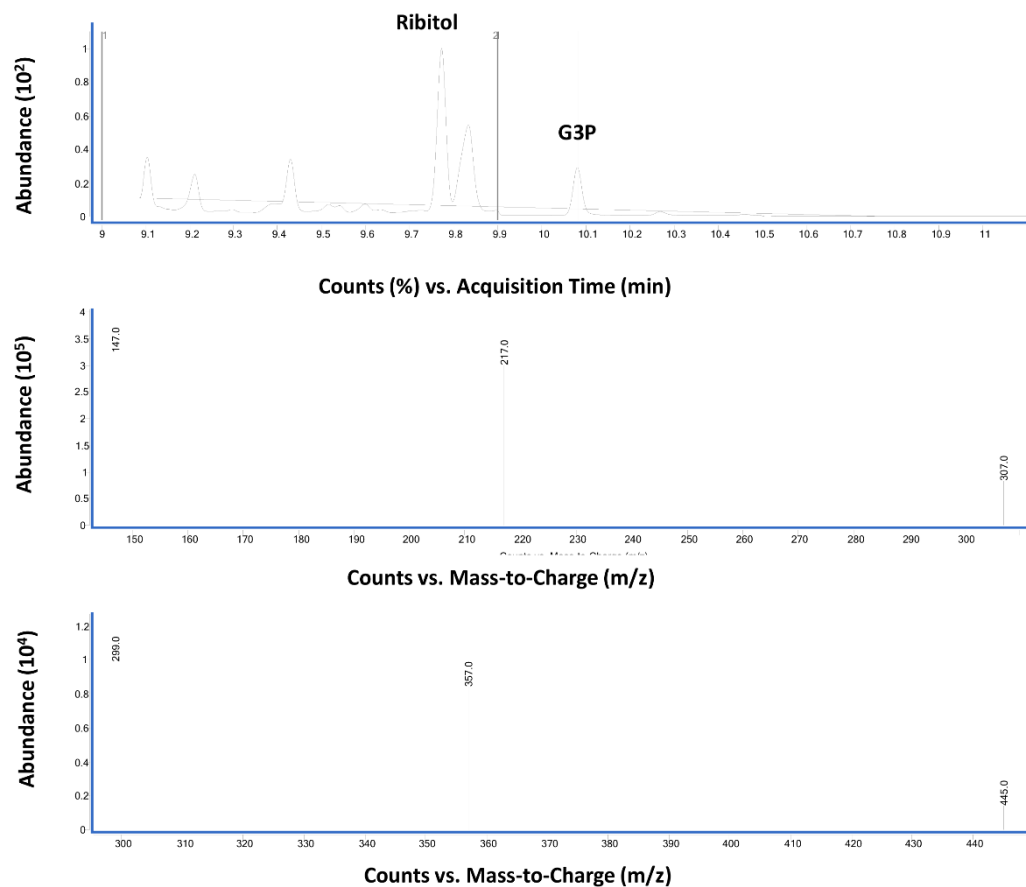 Ribitol
1
2
G3P
Abundance (10²)
1
0.8
0.6
0.4
0.2
0
9 9.1 9.2 9.3 9.4 9.5 9.6 9.7 9.8 9.9 10 10.1 10.2 10.3 10.4 10.5 10.6 10.7 10.8 10.9 11
Counts (%) vs. Acquisition Time (min)
Abundance (10⁵)
4
3.5
3
2.5
2
1.5
1
0.5
0
147.0
217.0
307.0
150 160 170 180 190 200 210 220 230 240 250 260 270 280 290 300
Counts vs. Mass-to-Charge (m/z)
Counts vs. Mass-to-Charge (m/z)
Abundance (10⁴)
1.2
1
0.8
0.6
0.4
0.2
0
299.0
357.0
445.0
300 310 320 330 340 350 360 370 380 390 400 410 420 430 440
Counts vs. Mass-to-Charge (m/z)